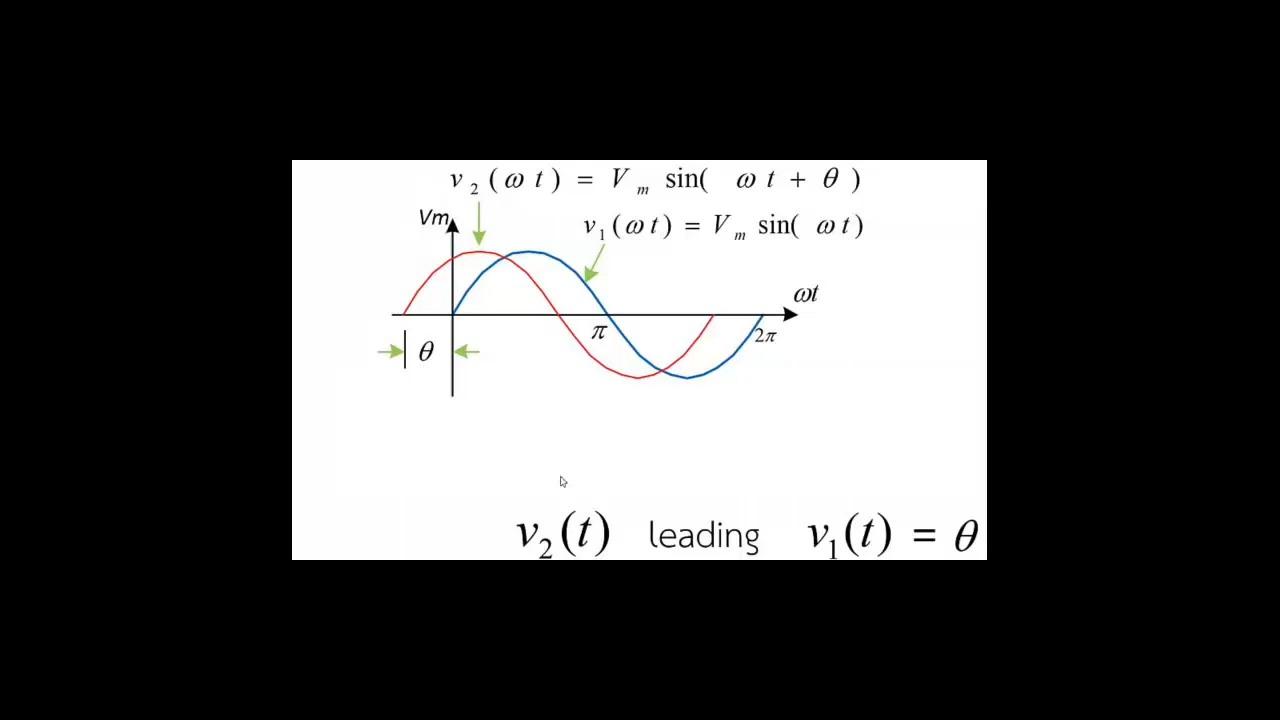 v₂(ωt) = Vₘ sin( ωt + θ )
Vm
v₁(ωt) = Vₘ sin( ωt)
ωt
π
2π
θ
v₂(t) leading v₁(t) = θ